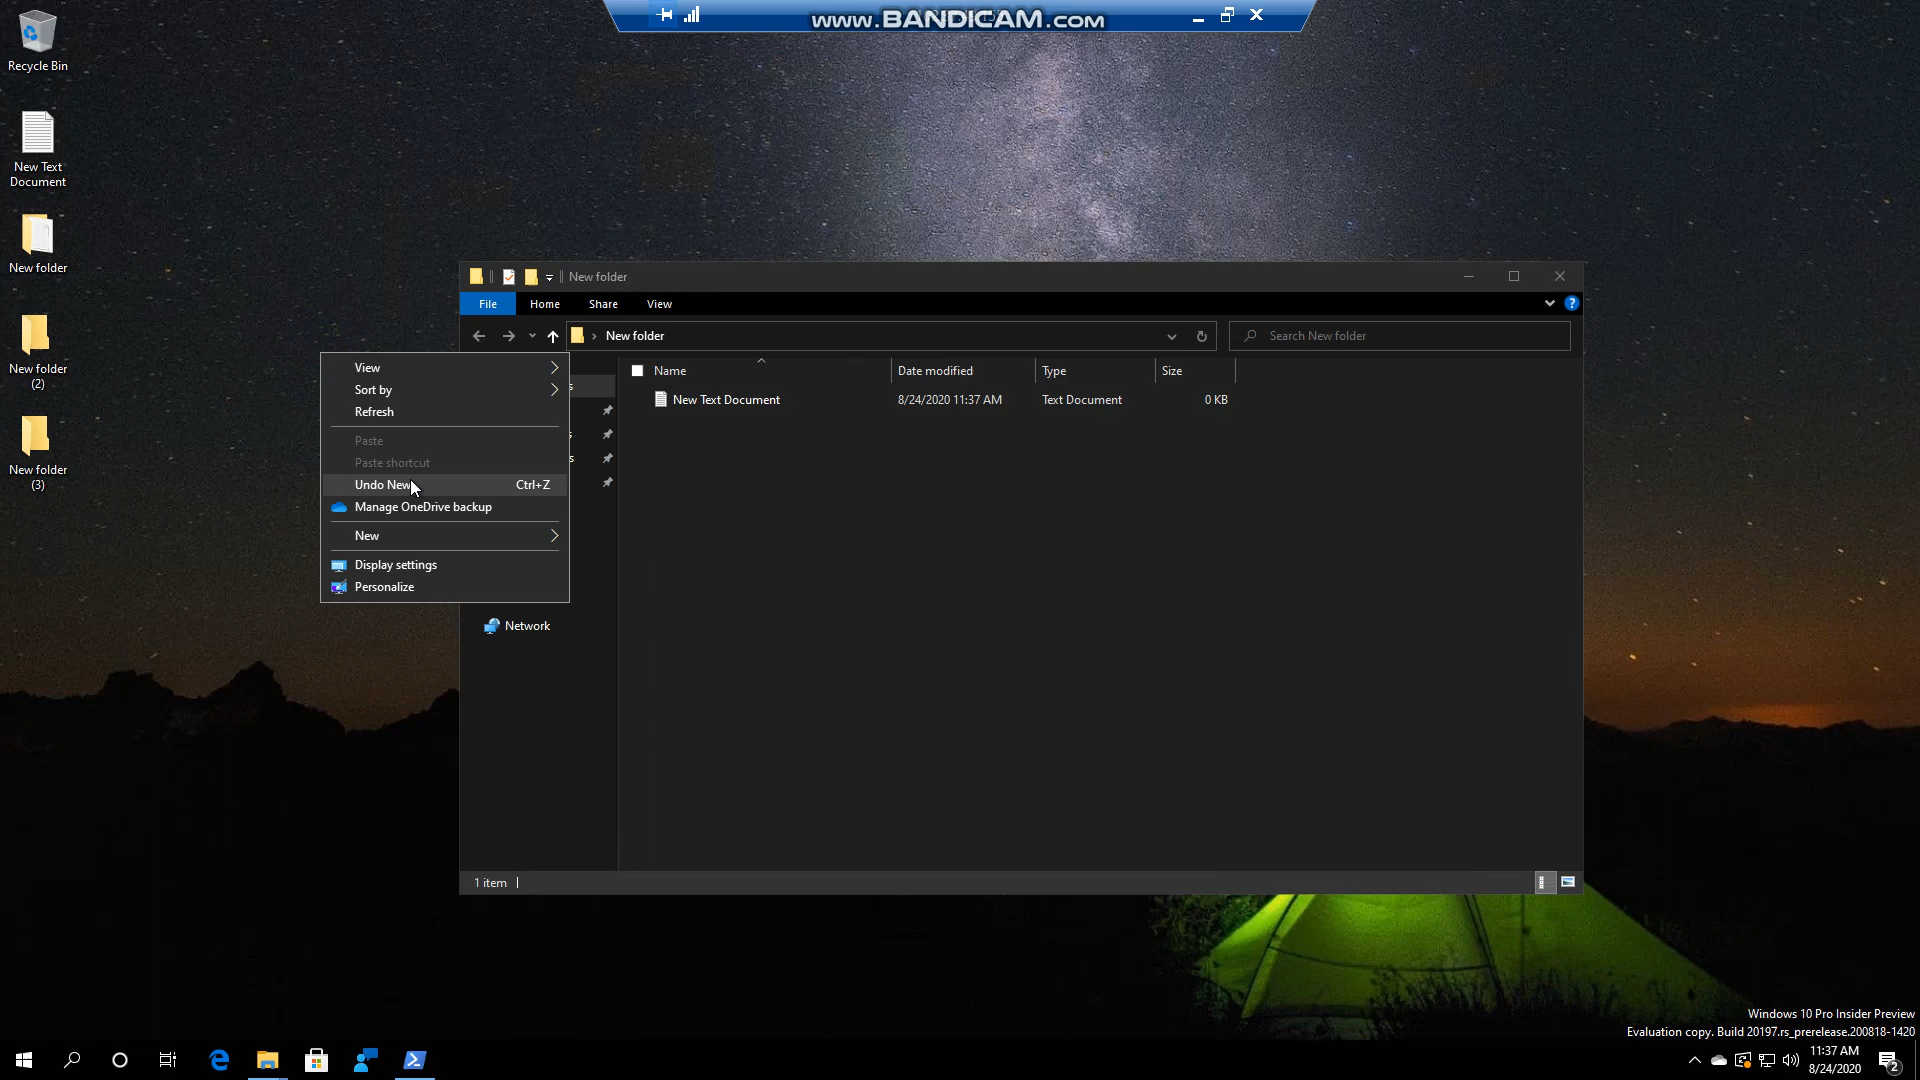 www.BANDICAM.com
Recycle Bin
New Text
Document
New folder
New folder
(2)
New folder
(3)
New folder
File
Home
Share
View
New folder
Search New folder
Name
Date modified
Type
Size
New Text Document
8/24/2020 11:37 AM
Text Document
0 KB
View
Sort by
Refresh
Paste
Paste shortcut
Undo New
Ctrl+Z
Manage OneDrive backup
New
Display settings
Personalize
s
s
s
Network
1 item
Windows 10 Pro Insider Preview
Evaluation copy. Build 20197.rs_prerelease.200818-1420
11:37 AM
8/24/2020
2